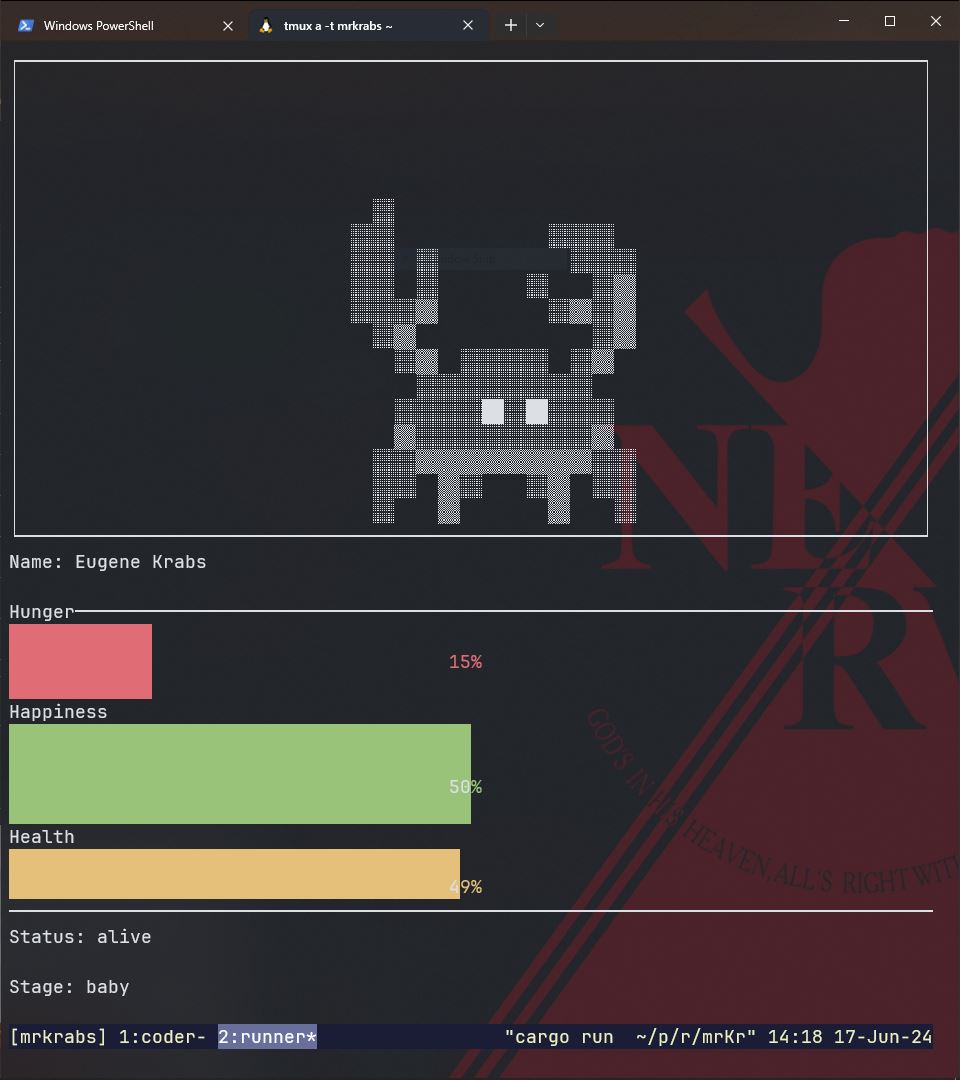 Windows PowerShell
tmux a -t mrkrabs ~
NE
R
GOD'S IN HIS HEAVEN, ALL'S RIGHT WIT
Name: Eugene Krabs
Hunger
15%
Happiness
50%
Health
49%
Status: alive
Stage: baby
[mrkrabs] 1:coder- 2:runner* "cargo run ~/p/r/mrKr" 14:18 17-Jun-24